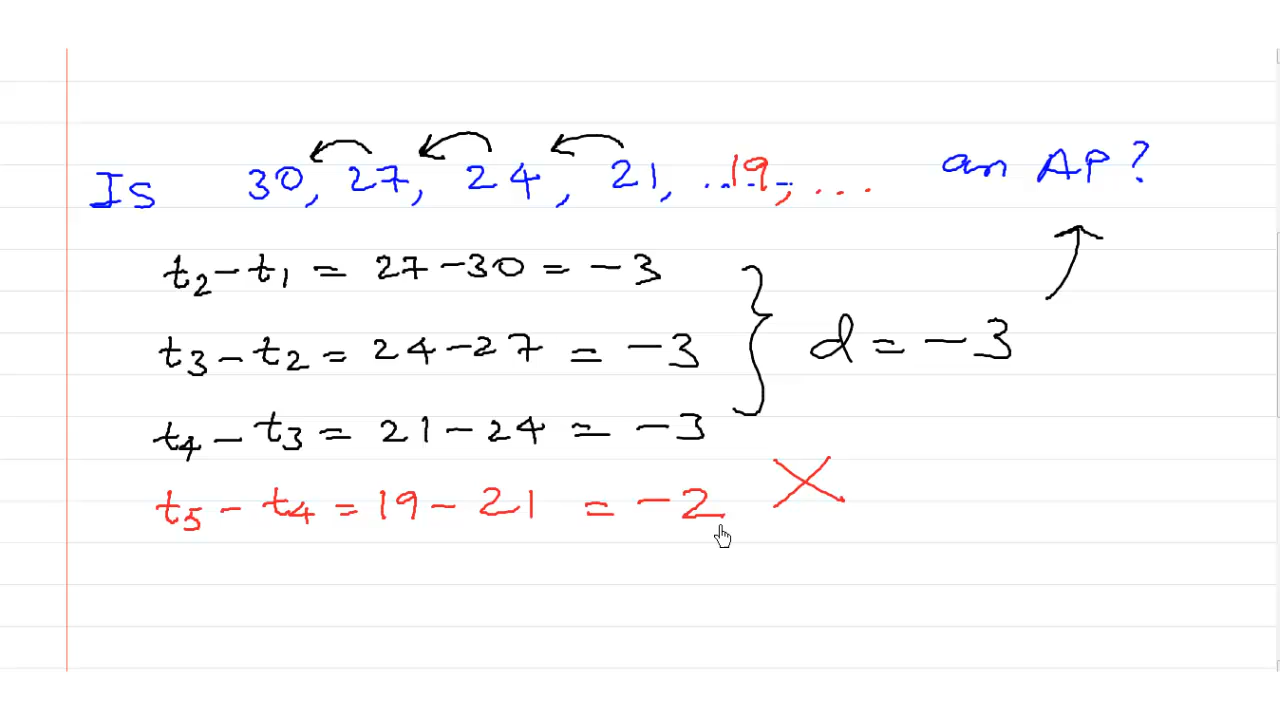 Is 30, 27, 24, 21, ... 19, ... an AP?
t₂ - t₁ = 27 - 30 = -3
t₃ - t₂ = 24 - 27 = -3 } d = -3
t₄ - t₃ = 21 - 24 = -3
t₅ - t₄ = 19 - 21 = -2 ×